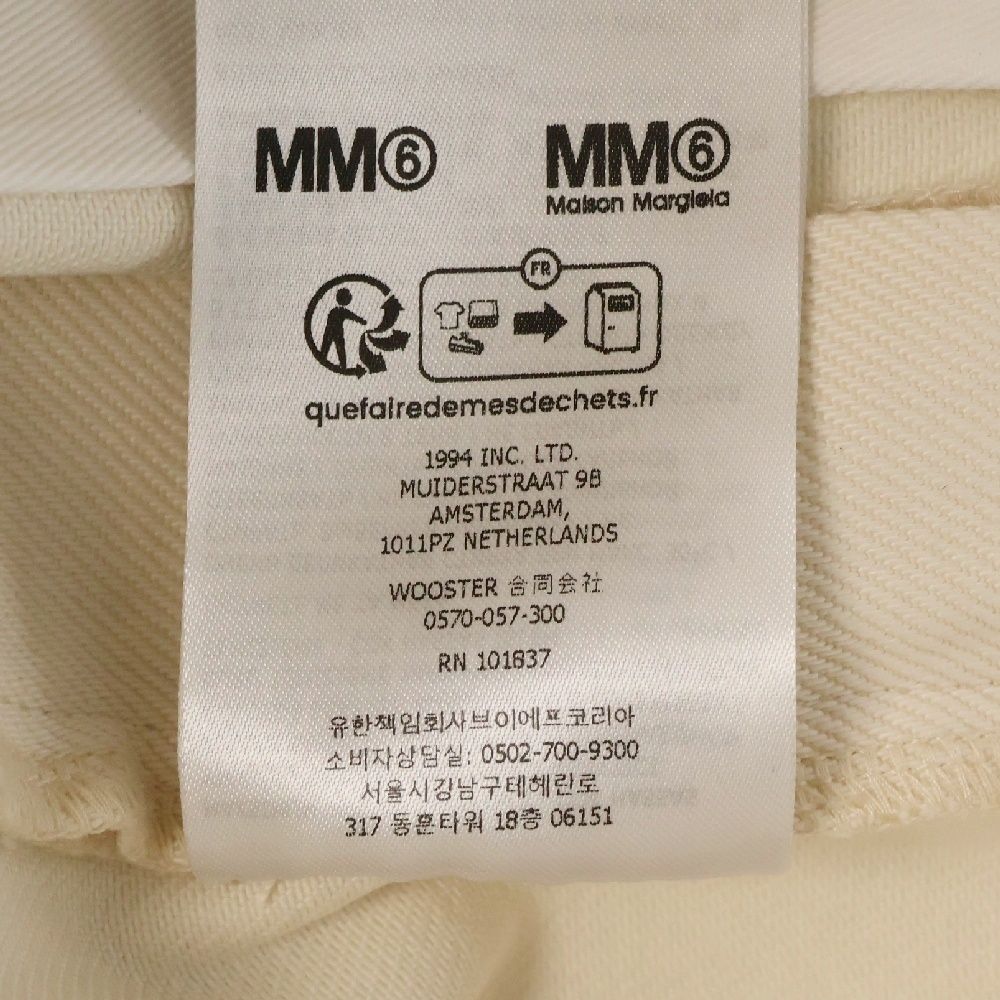 MM⑥
MM⑥
Maison Margiela
FR
quefairedemesdechets.fr
1994 INC. LTD.
MUIDERSTRAAT 9B
AMSTERDAM,
1011PZ NETHERLANDS
WOOSTER 合同会社
0570-057-300
RN 101837
유한책임회사브이에프코리아
소비자상담실: 0502-700-9300
서울시강남구테헤란로
317 동훈타워 18층 06151